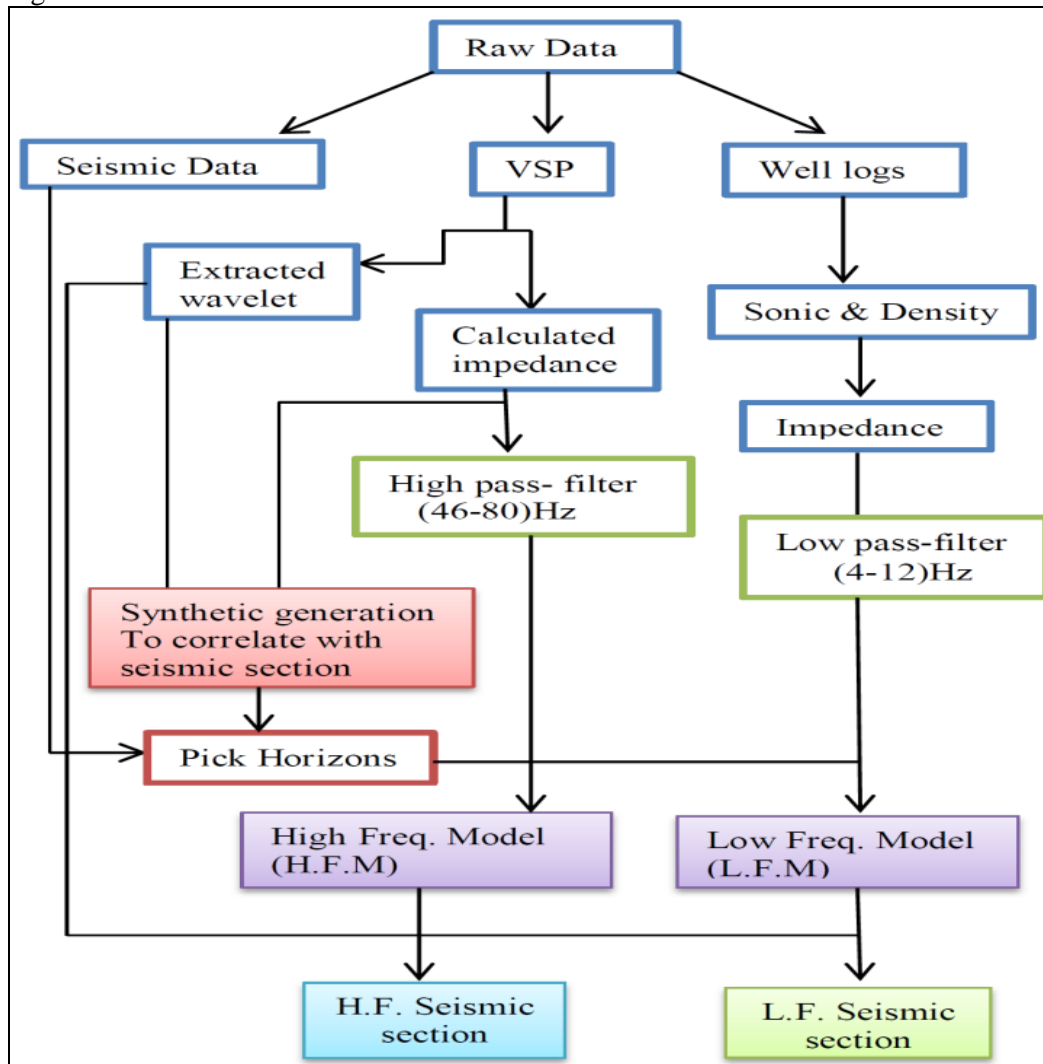 Raw Data
Seismic Data
VSP
Well logs
Extracted
wavelet
Sonic & Density
Calculated
impedance
Impedance
High pass- filter
(46-80)Hz
Low pass-filter
(4-12)Hz
Synthetic generation
To correlate with
seismic section
Pick Horizons
High Freq. Model
(H.F.M)
Low Freq. Model
(L.F.M)
H.F. Seismic
section
L.F. Seismic
section